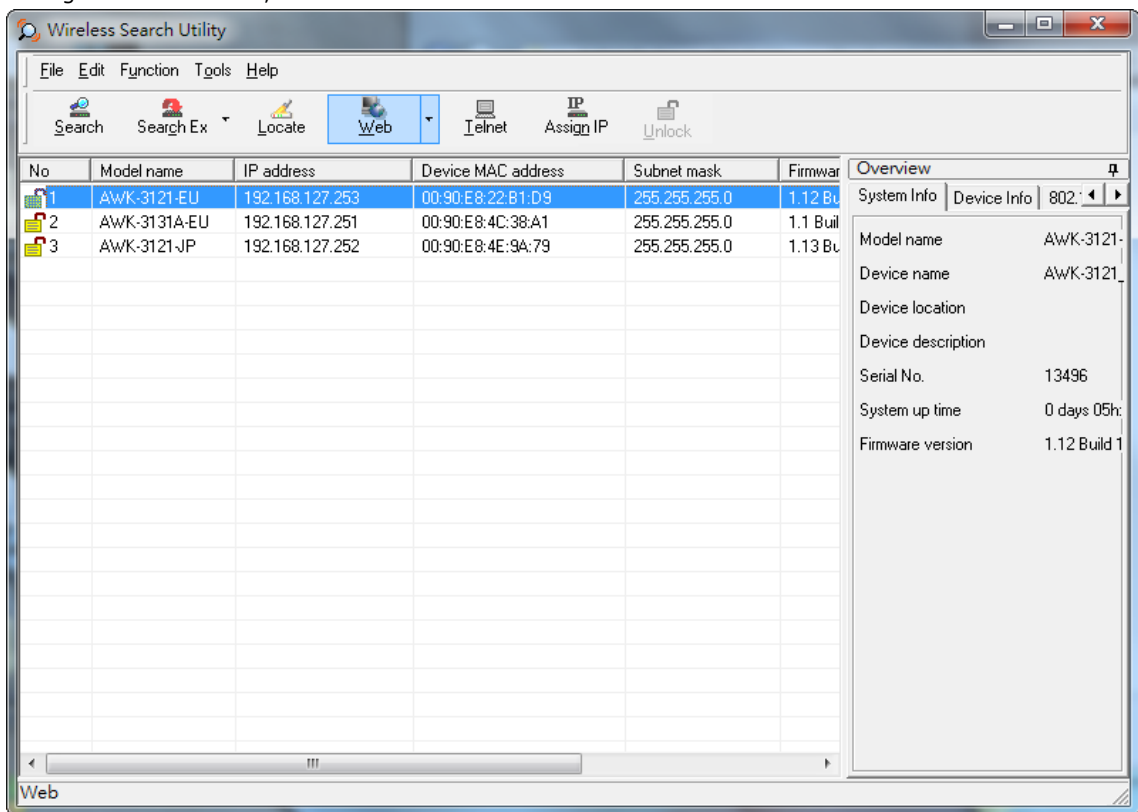 Wireless Search Utility
File Edit Function Tools Help
Search Search Ex Locate Web Telnet IP Assign IP Unlock
No Model name IP address Device MAC address Subnet mask Firmwar
1 AWK-3121-EU 192.168.127.253 00:90:E8:22:B1:D9 255.255.255.0 1.12 Bu
2 AWK-3131A-EU 192.168.127.251 00:90:E8:4C:38:A1 255.255.255.0 1.1 Buil
3 AWK-3121-JP 192.168.127.252 00:90:E8:4E:9A:79 255.255.255.0 1.13 Bu
Overview
System Info Device Info 802.
Model name AWK-3121-
Device name AWK-3121_
Device location
Device description
Serial No. 13496
System up time 0 days 05h:
Firmware version 1.12 Build 1
Web